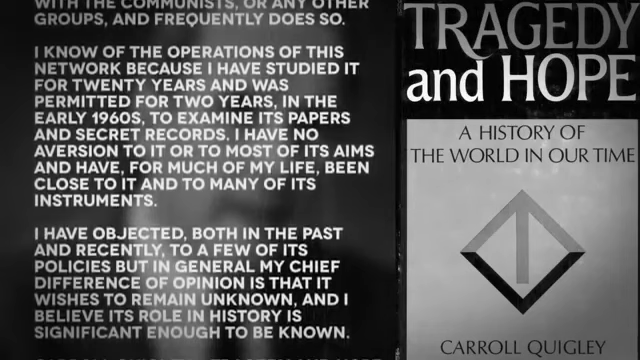 WITH THE COMMUNISTS, OR ANY OTHER
GROUPS, AND FREQUENTLY DOES SO.
I KNOW OF THE OPERATIONS OF THIS
NETWORK BECAUSE I HAVE STUDIED IT
FOR TWENTY YEARS AND WAS
PERMITTED FOR TWO YEARS, IN THE
EARLY 1960S, TO EXAMINE ITS PAPERS
AND SECRET RECORDS. I HAVE NO
AVERSION TO IT OR TO MOST OF ITS AIMS
AND HAVE, FOR MUCH OF MY LIFE, BEEN
CLOSE TO IT AND TO MANY OF ITS
INSTRUMENTS.
I HAVE OBJECTED, BOTH IN THE PAST
AND RECENTLY, TO A FEW OF ITS
POLICIES BUT IN GENERAL MY CHIEF
DIFFERENCE OF OPINION IS THAT IT
WISHES TO REMAIN UNKNOWN, AND I
BELIEVE ITS ROLE IN HISTORY IS
SIGNIFICANT ENOUGH TO BE KNOWN.
TRAGEDY
and HOPE
A HISTORY OF
THE WORLD IN OUR TIME
CARROLL QUIGLEY